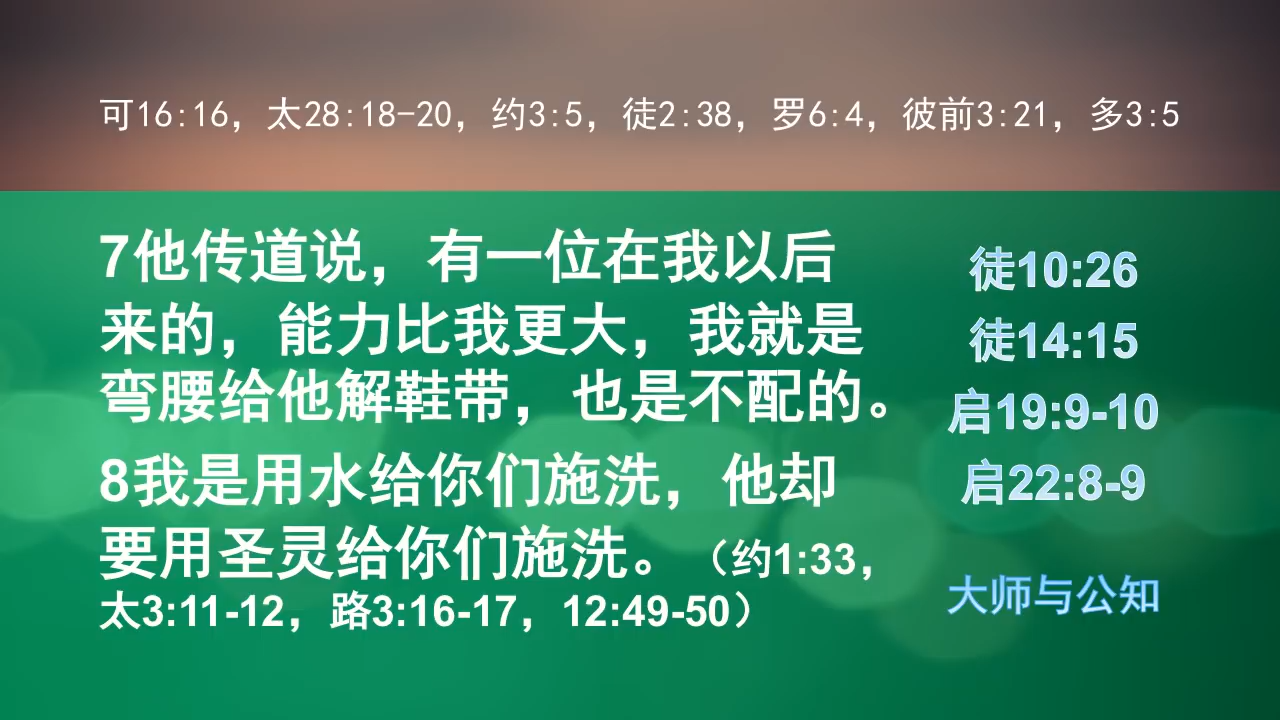 可16:16，太28:18-20，约3:5，徒2:38，罗6:4，彼前3:21，多3:5
7他传道说，有一位在我以后
来的，能力比我更大，我就是
弯腰给他解鞋带，也是不配的。
8我是用水给你们施洗，他却
要用圣灵给你们施洗。（约1:33，
太3:11-12，路3:16-17，12:49-50）
徒10:26
徒14:15
启19:9-10
启22:8-9
大师与公知